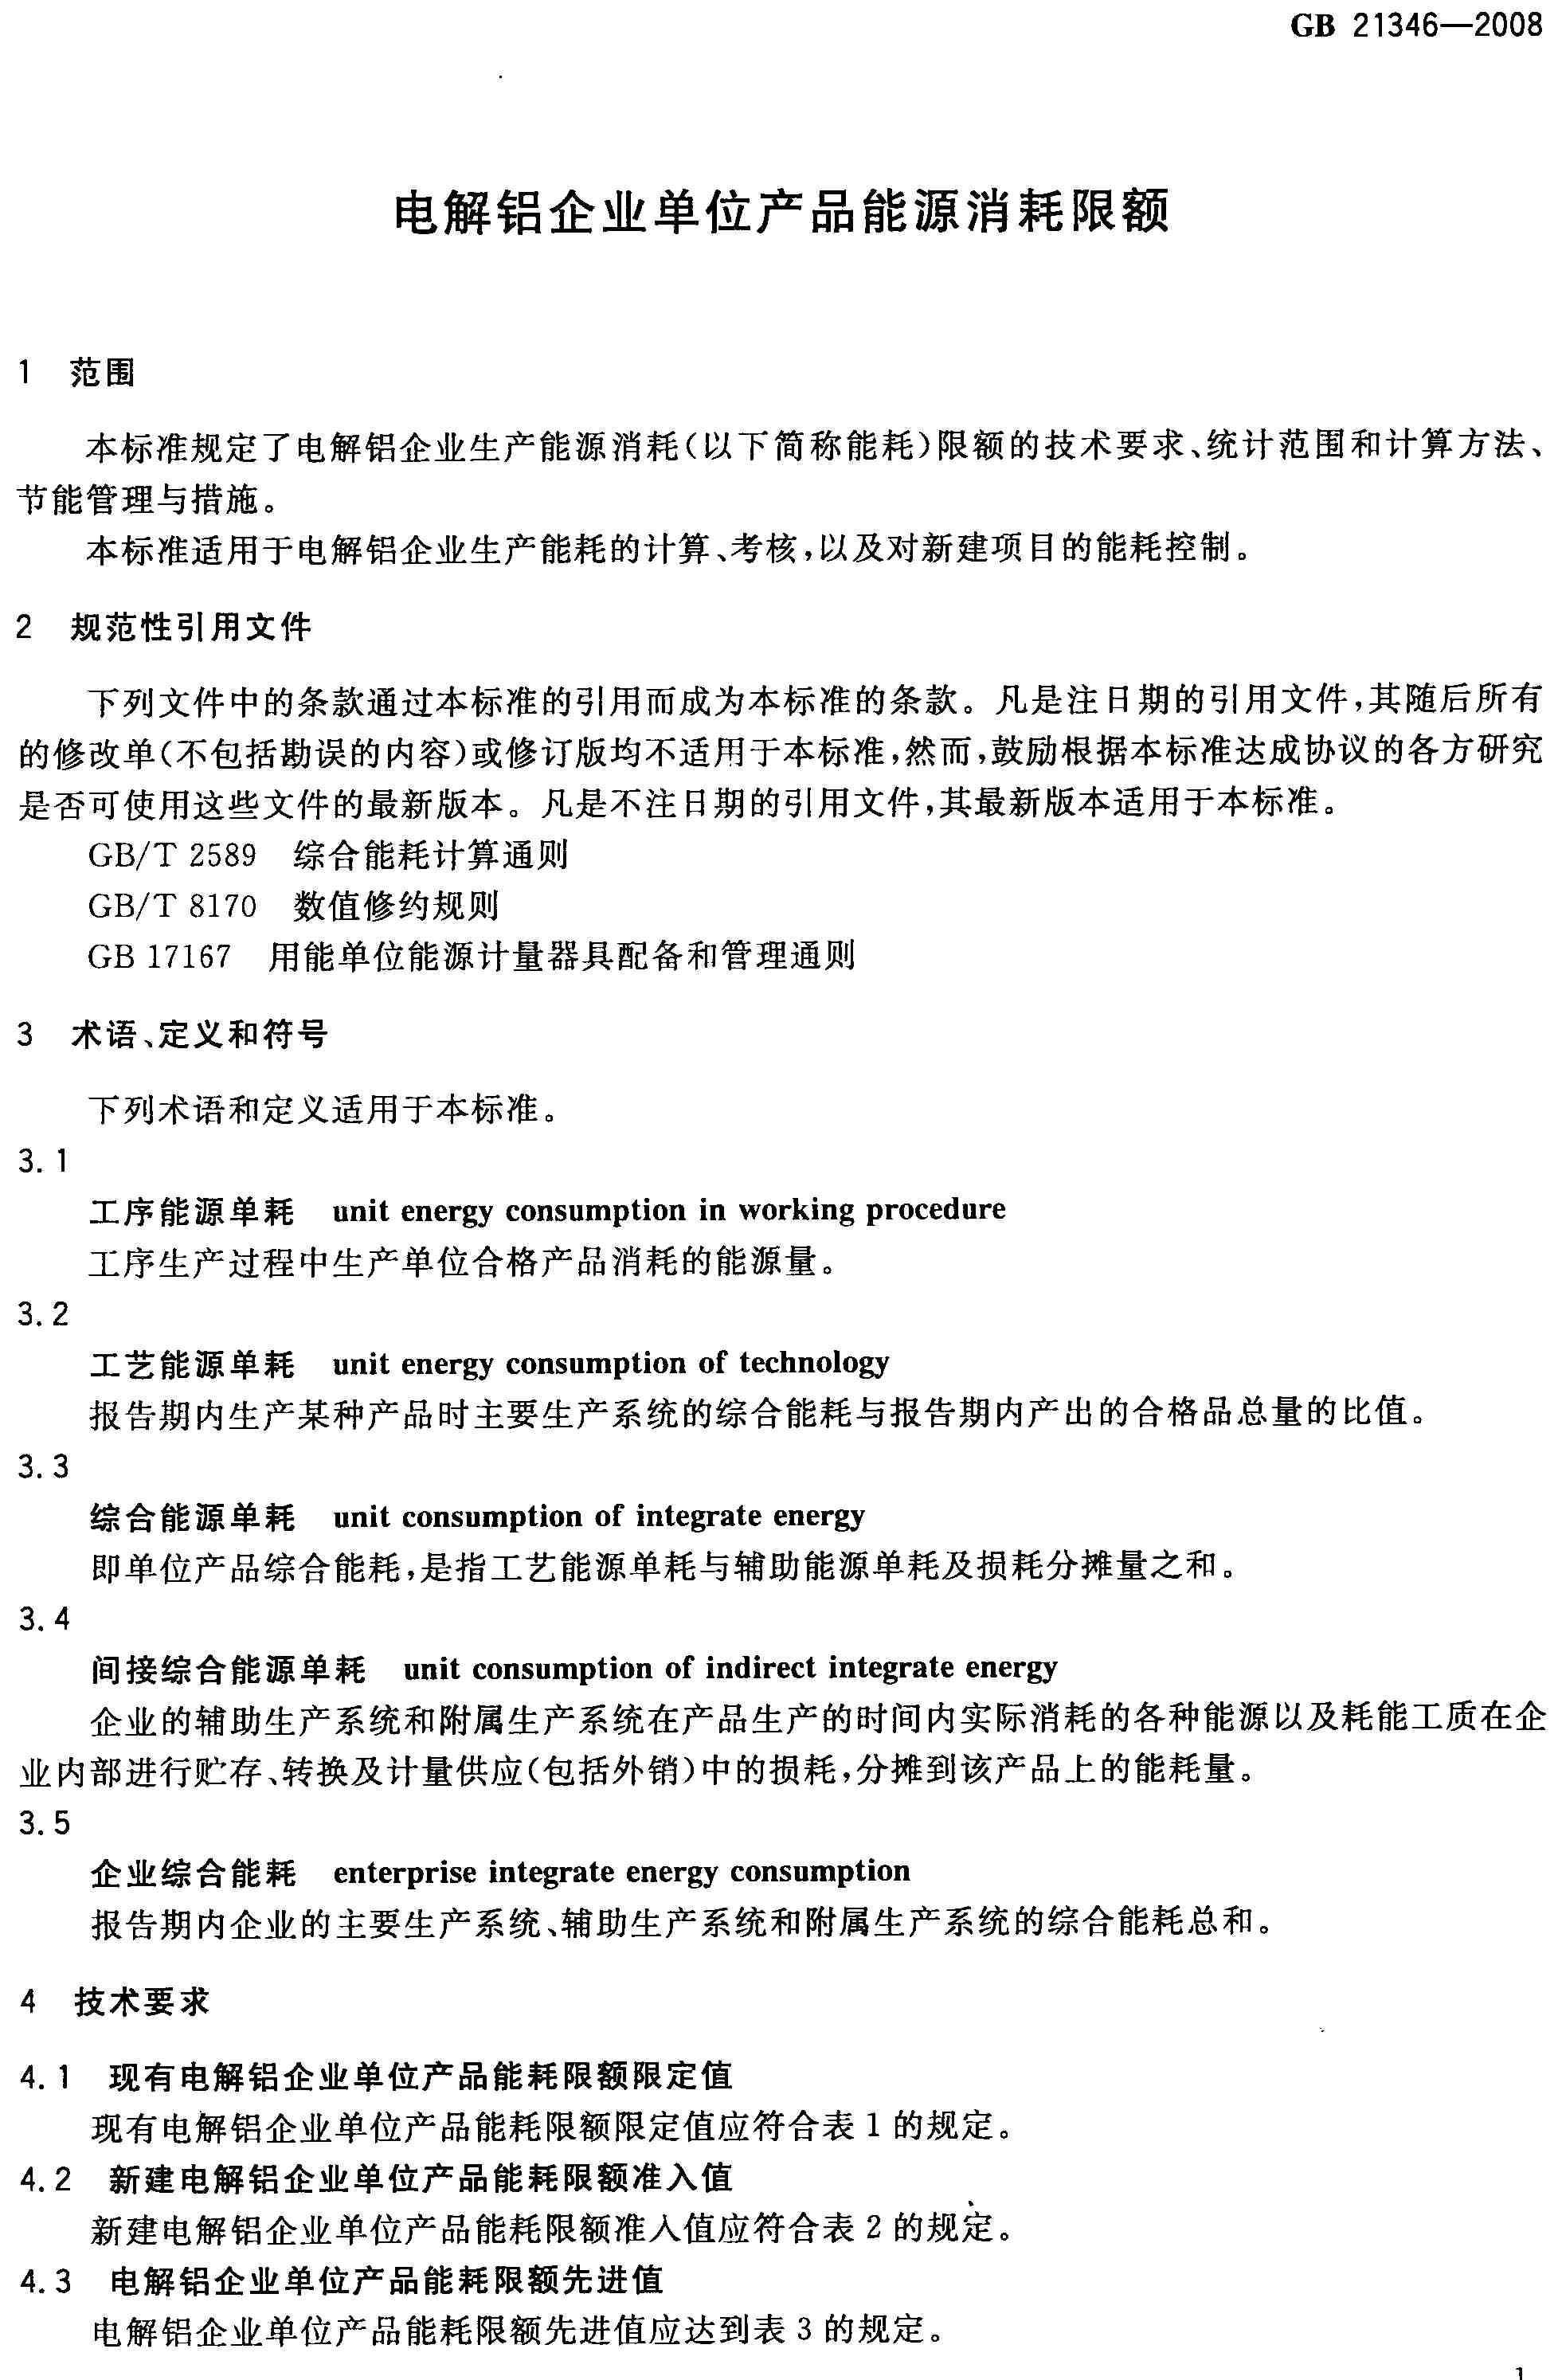 GB 21346—2008
电解铝企业单位产品能源消耗限额
1 范围
本标准规定了电解铝企业生产能源消耗(以下简称能耗)限额的技术要求、统计范围和计算方法、
节能管理与措施。
本标准适用于电解铝企业生产能耗的计算、考核,以及对新建项目的能耗控制。
2 规范性引用文件
下列文件中的条款通过本标准的引用而成为本标准的条款。凡是注日期的引用文件,其随后所有
的修改单(不包括勘误的内容)或修订版均不适用于本标准,然而,鼓励根据本标准达成协议的各方研究
是否可使用这些文件的最新版本。凡是不注日期的引用文件,其最新版本适用于本标准。
GB/T 2589 综合能耗计算通则
GB/T 8170 数值修约规则
GB 17167 用能单位能源计量器具配备和管理通则
3 术语、定义和符号
下列术语和定义适用于本标准。
3.1
工序能源单耗 unit energy consumption in working procedure
工序生产过程中生产单位合格产品消耗的能源量。
3.2
工艺能源单耗 unit energy consumption of technology
报告期内生产某种产品时主要生产系统的综合能耗与报告期内产出的合格品总量的比值。
3.3
综合能源单耗 unit consumption of integrate energy
即单位产品综合能耗,是指工艺能源单耗与辅助能源单耗及损耗分摊量之和。
3.4
间接综合能源单耗 unit consumption of indirect integrate energy
企业的辅助生产系统和附属生产系统在产品生产的时间内实际消耗的各种能源以及耗能工质在企
业内部进行贮存、转换及计量供应(包括外销)中的损耗,分摊到该产品上的能耗量。
3.5
企业综合能耗 enterprise integrate energy consumption
报告期内企业的主要生产系统、辅助生产系统和附属生产系统的综合能耗总和。
4 技术要求
4.1 现有电解铝企业单位产品能耗限额限定值
现有电解铝企业单位产品能耗限额限定值应符合表 1 的规定。
4.2 新建电解铝企业单位产品能耗限额准入值
新建电解铝企业单位产品能耗限额准入值应符合表 2 的规定。
4.3 电解铝企业单位产品能耗限额先进值
电解铝企业单位产品能耗限额先进值应达到表 3 的规定。
1